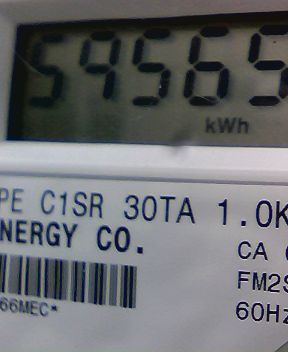 59565
kWh
PE C1SR 30TA 1.0K
NERGY CO.
CA
FM2S
60Hz
66MEC*